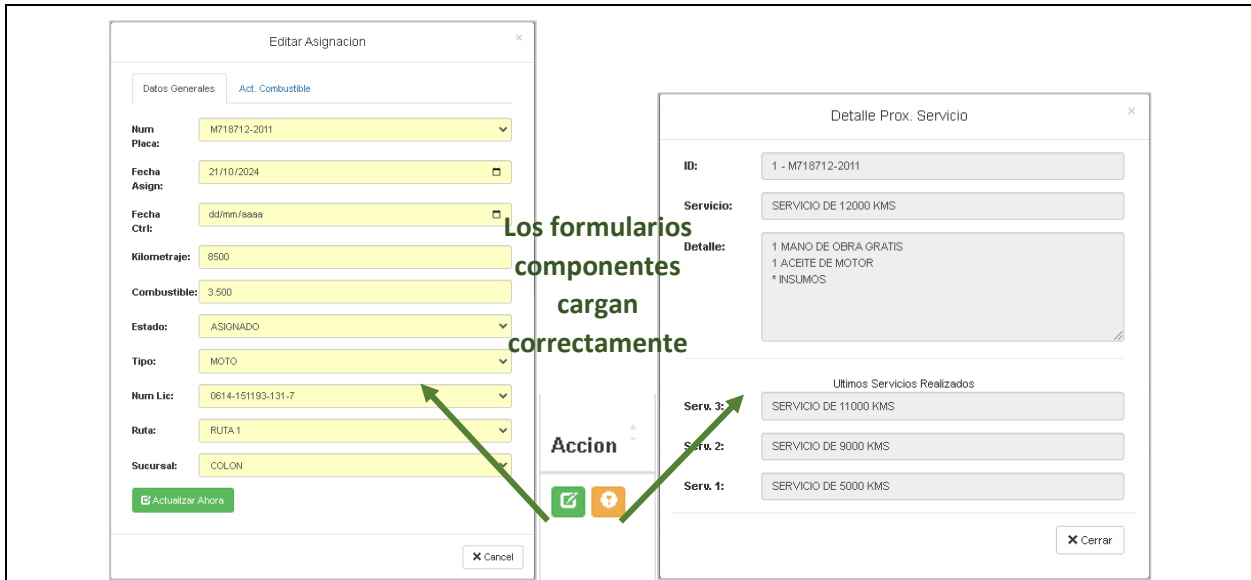 Editar Asignacion
×
Datos Generales
Act. Combustible
Num Placa:
M718712-2011
Fecha Asign:
21/10/2024
Fecha Ctrl:
dd/mm/aaaa
Kilometraje:
8500
Combustible:
3.500
Estado:
ASIGNADO
Tipo:
MOTO
Num Lic:
0614-151193-131-7
Ruta:
RUTA 1
Sucursal:
COLON
Actualizar Ahora
× Cancel
Los formularios
componentes
cargan
correctamente
Accion
Detalle Prox. Servicio
×
ID:
1 - M718712-2011
Servicio:
SERVICIO DE 12000 KMS
Detalle:
1 MANO DE OBRA GRATIS
1 ACEITE DE MOTOR
* INSUMOS
Ultimos Servicios Realizados
Serv. 3:
SERVICIO DE 11000 KMS
Serv. 2:
SERVICIO DE 9000 KMS
Serv. 1:
SERVICIO DE 5000 KMS
× Cerrar